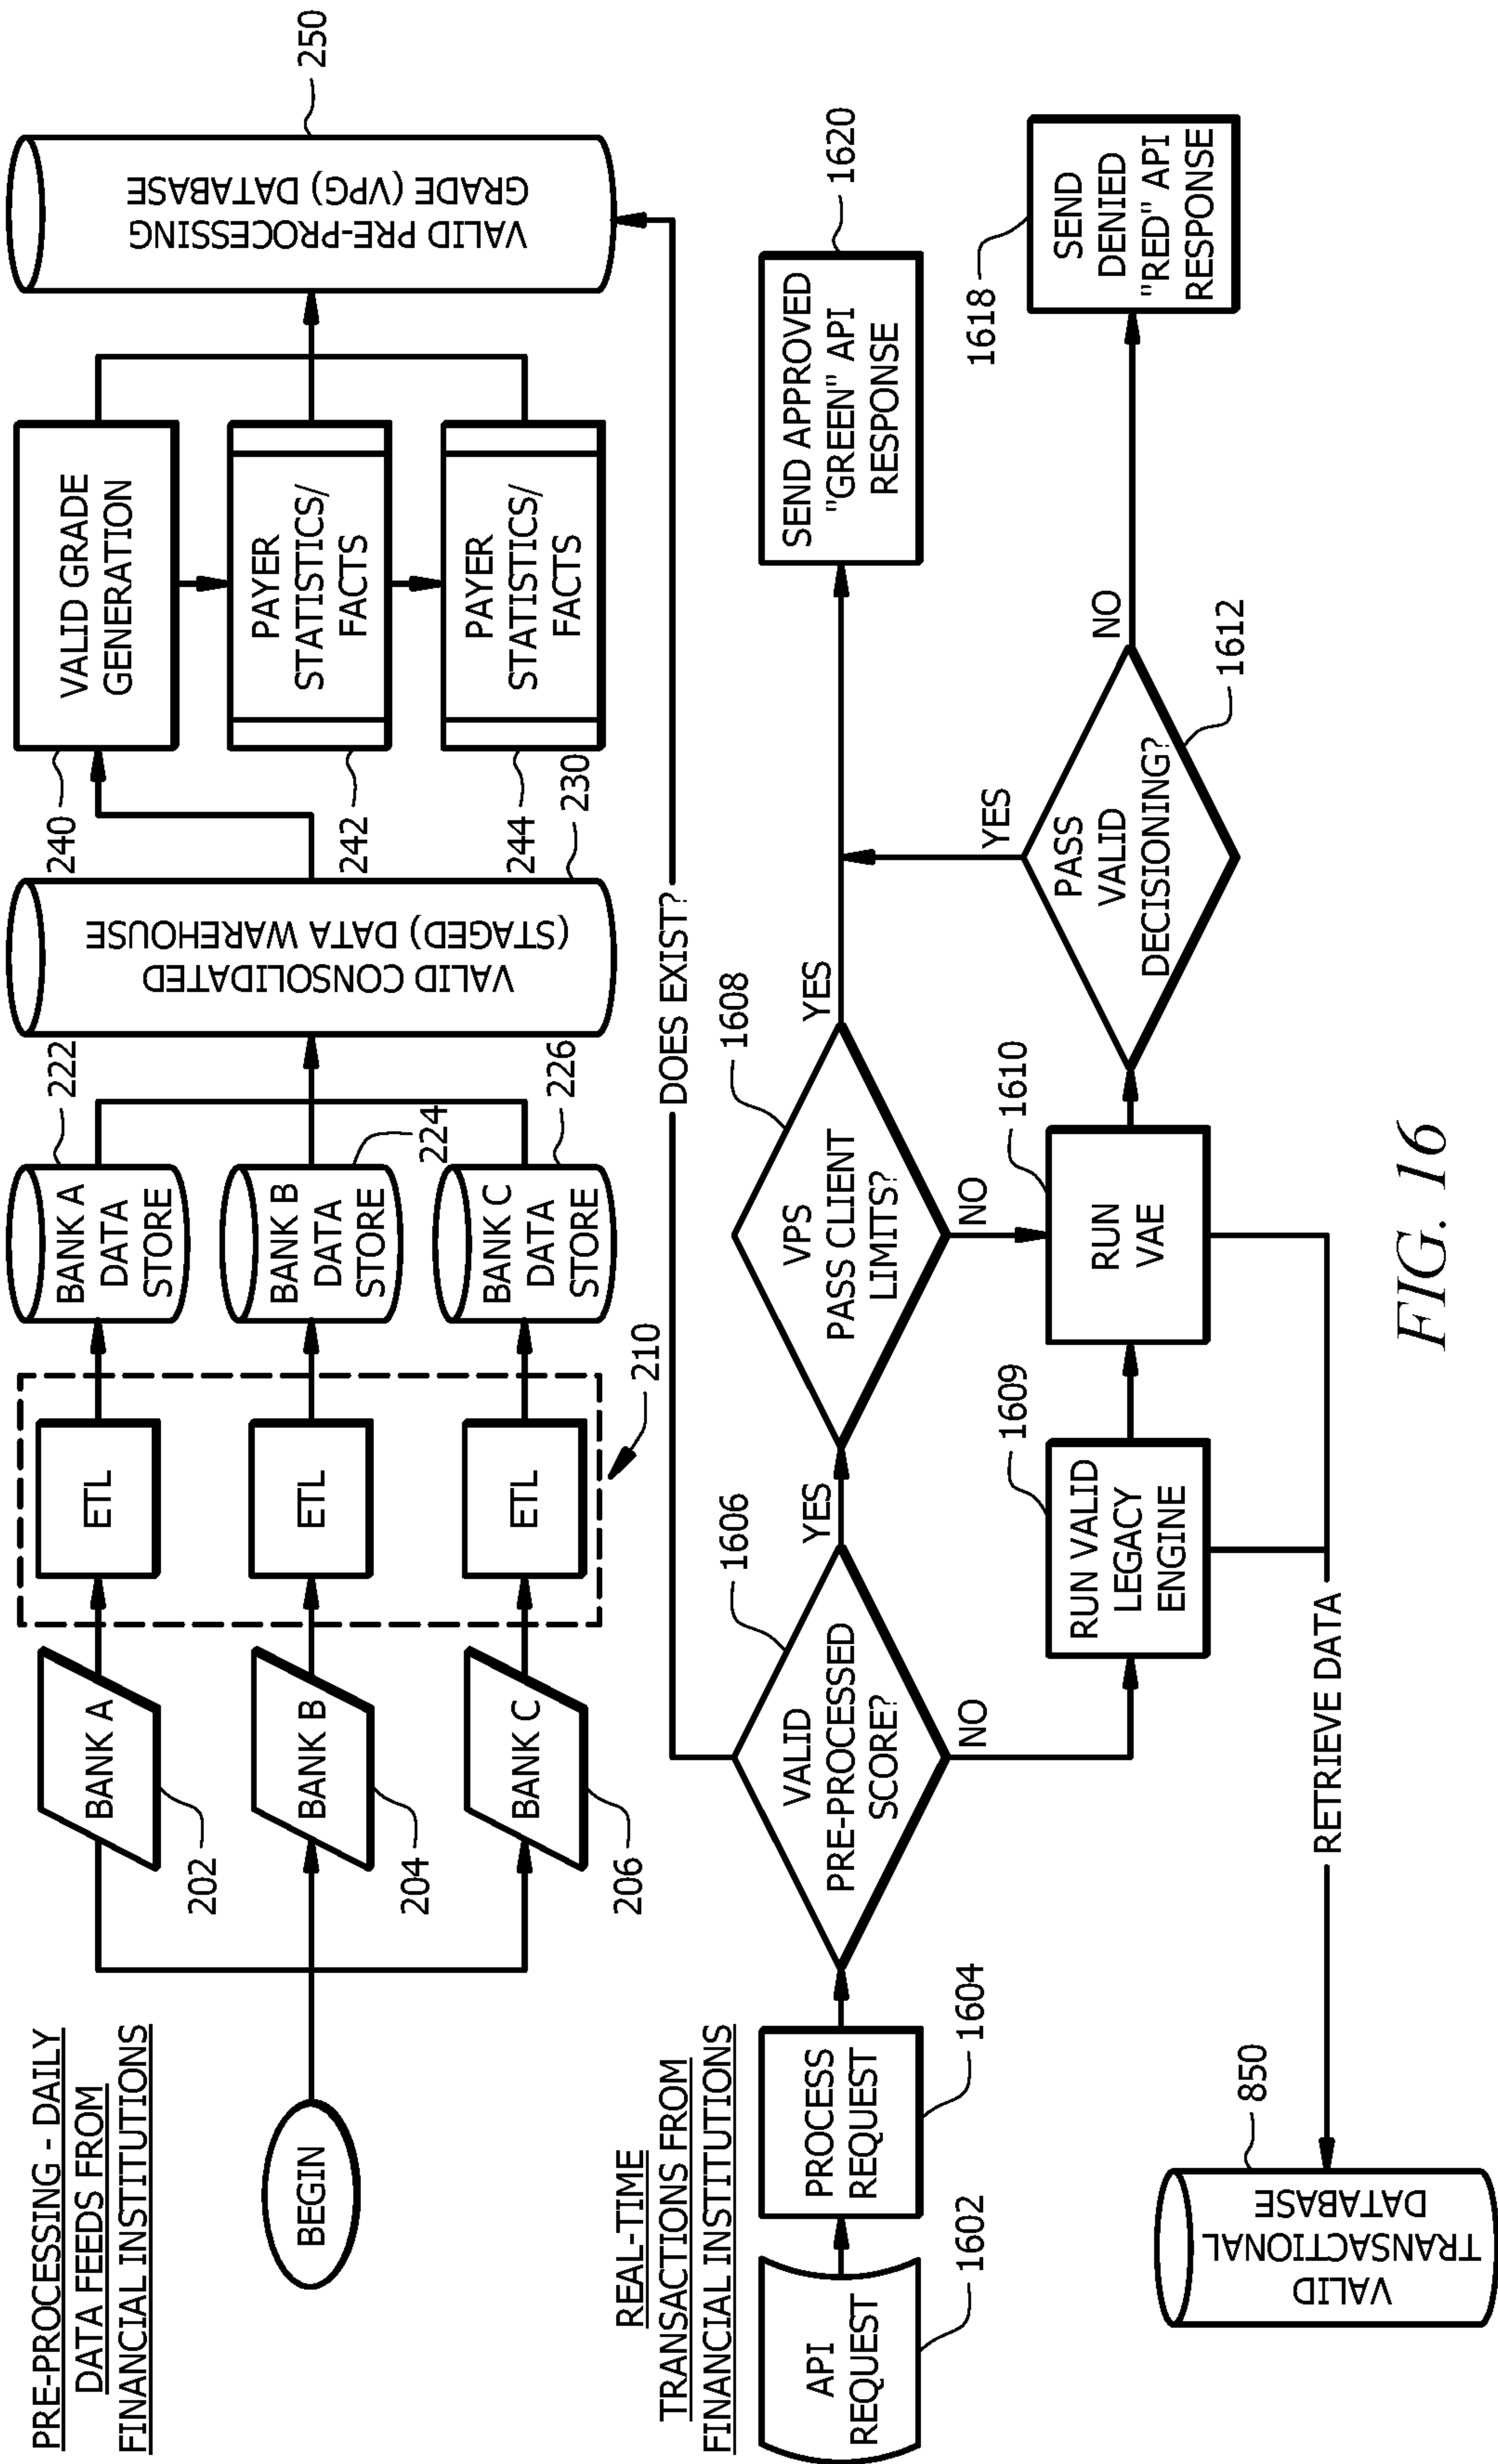 PRE-PROCESSING - DAILY
DATA FEEDS FROM
FINANCIAL INSTITUTIONS
BEGIN
BANK A
202
BANK B
204
BANK C
206
ETL
ETL
ETL
210
BANK A
DATA
STORE
222
BANK B
DATA
STORE
224
BANK C
DATA
STORE
226
VALID CONSOLIDATED
(STAGED) DATA WAREHOUSE
230
VALID GRADE
GENERATION
240
PAYER
STATISTICS/
FACTS
242
PAYER
STATISTICS/
FACTS
244
VALID PRE-PROCESSING
GRADE (VPG) DATABASE
250
DOES EXIST?
REAL-TIME
TRANSACTIONS FROM
FINANCIAL INSTITUTIONS
API
REQUEST
1602
PROCESS
REQUEST
1604
VALID
PRE-PROCESSED
SCORE?
1606
YES
NO
VPS
PASS CLIENT
LIMITS?
1608
YES
NO
SEND APPROVED
"GREEN" API
RESPONSE
1620
RUN VALID
LEGACY
ENGINE
1609
RUN
VAE
1610
PASS
VALID
DECISIONING?
1612
YES
NO
SEND
DENIED
"RED" API
RESPONSE
1618
RETRIEVE DATA
VALID
TRANSACTIONAL
DATABASE
850
FIG. 16